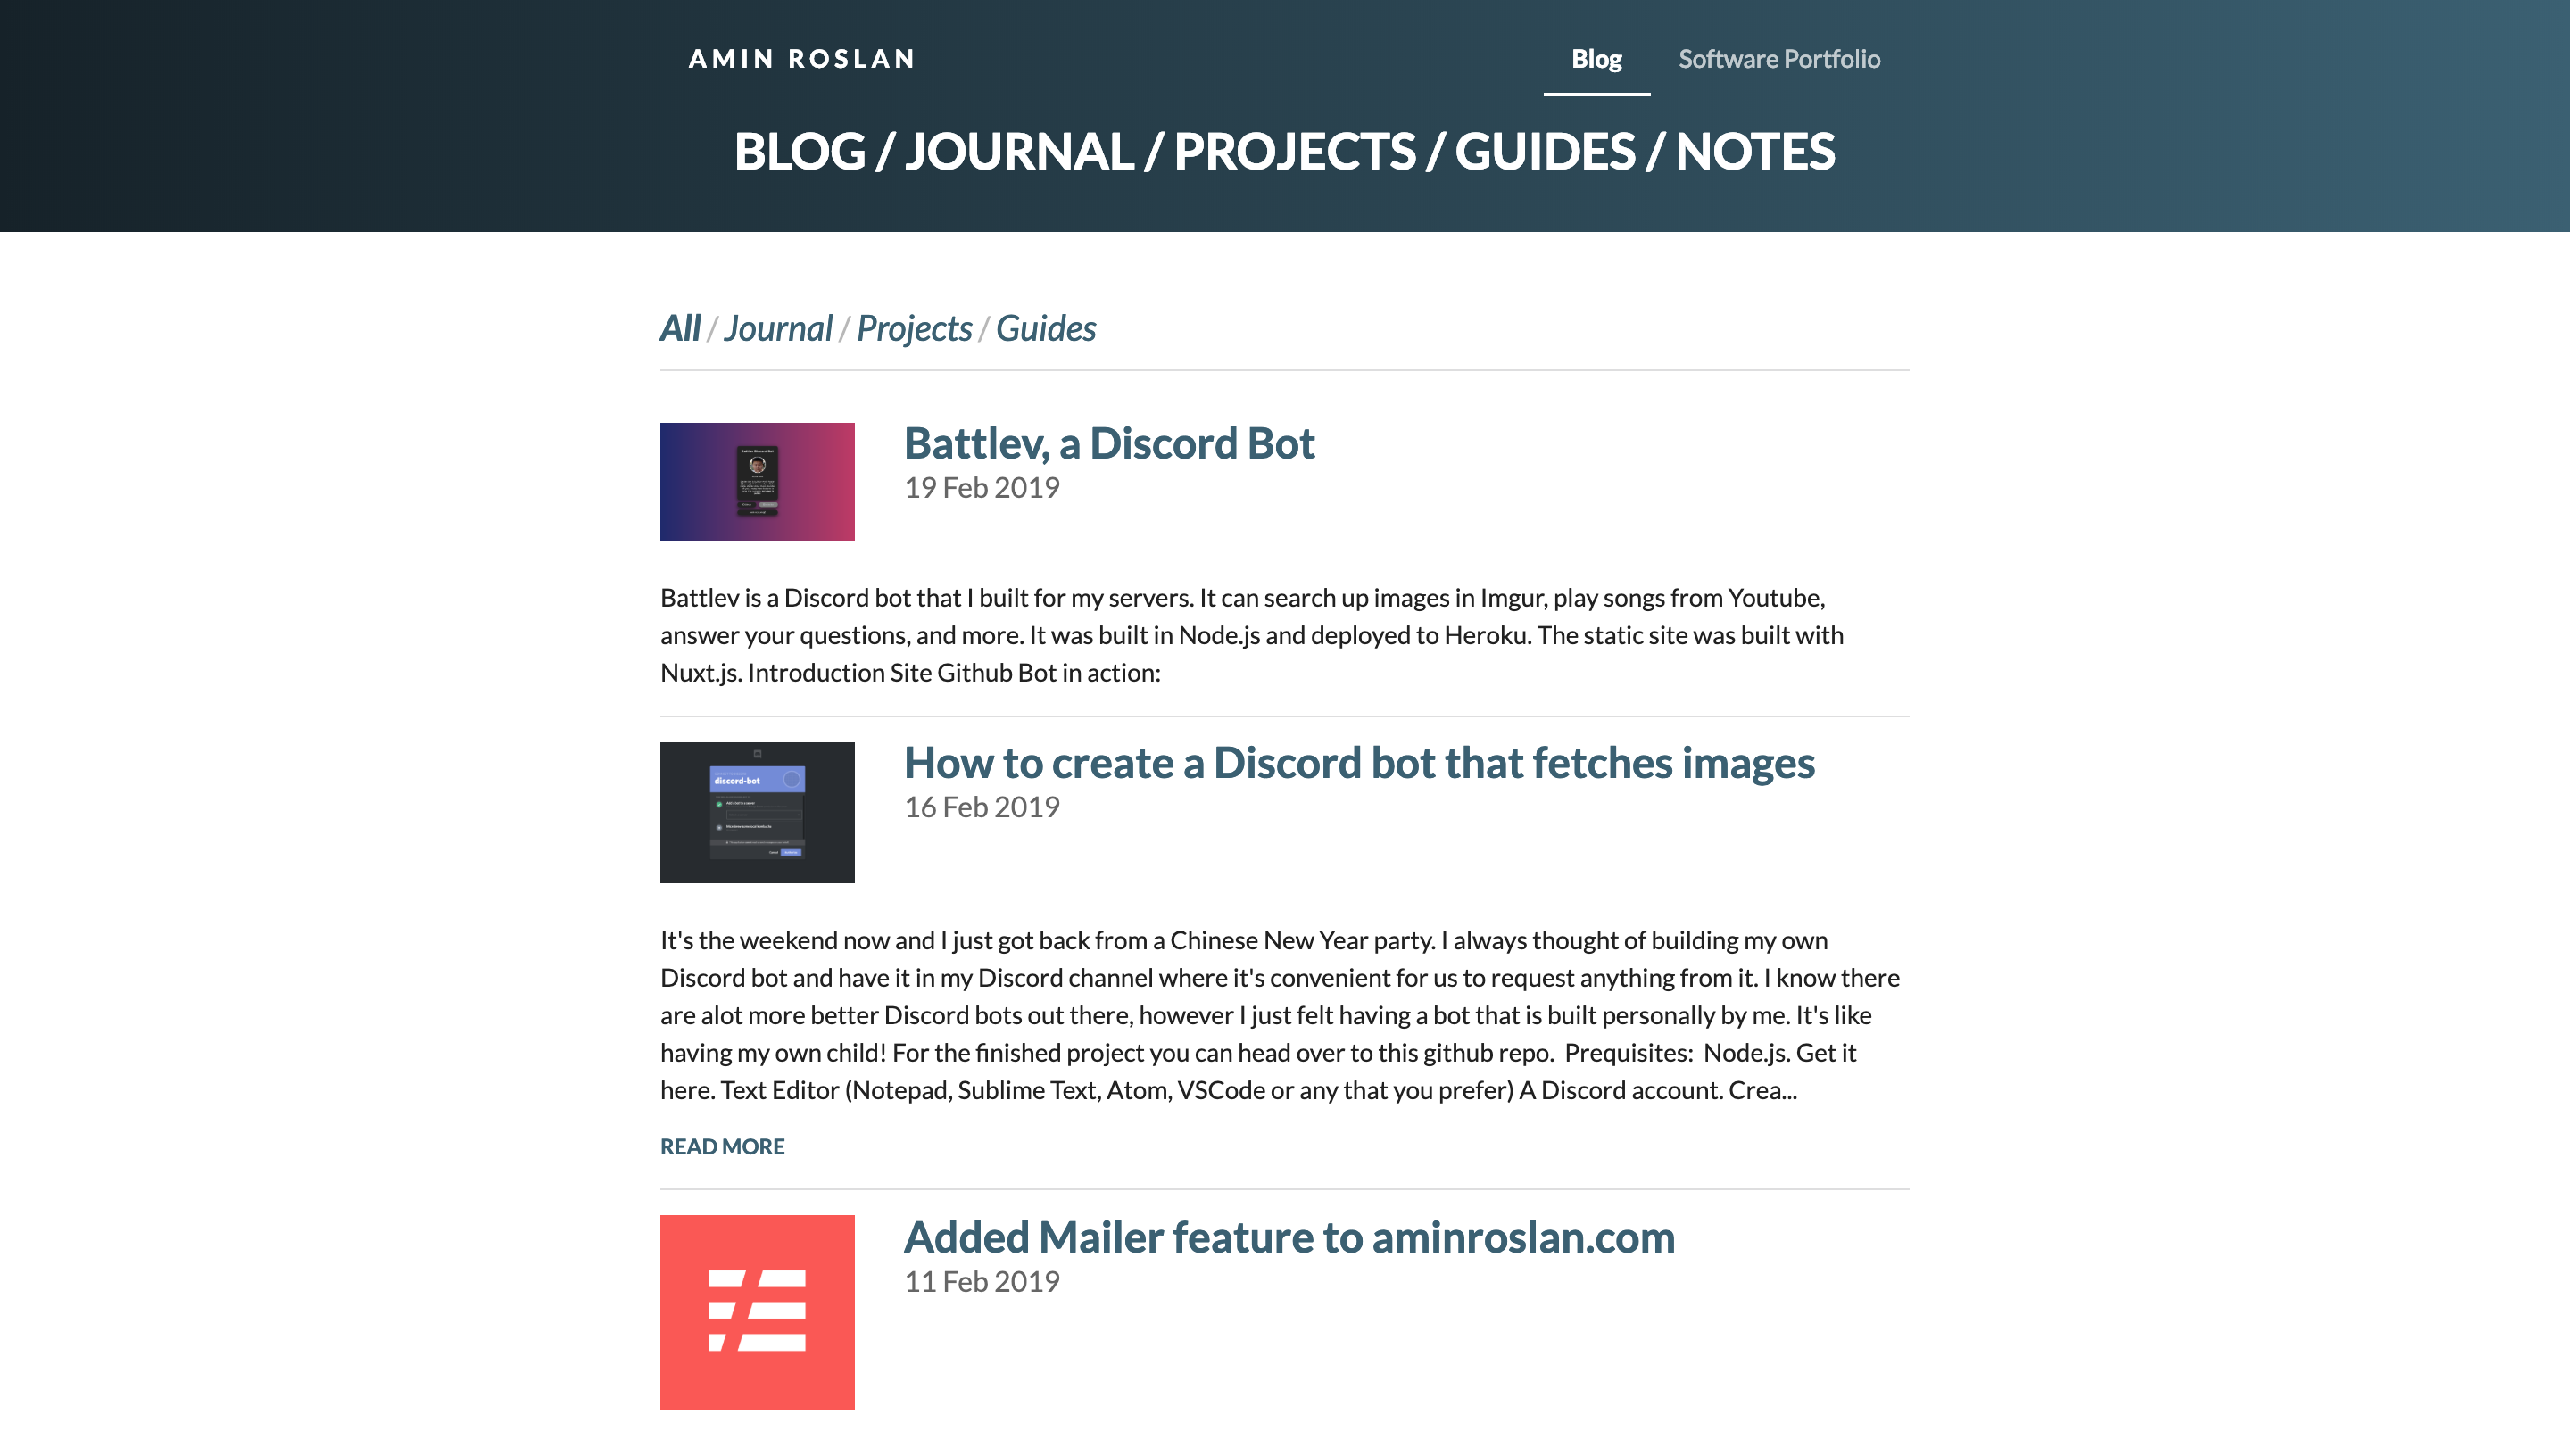 AMIN ROSLAN
Blog
Software Portfolio
BLOG / JOURNAL / PROJECTS / GUIDES / NOTES
All / Journal / Projects / Guides
Battlev, a Discord Bot
19 Feb 2019
Battlev is a Discord bot that I built for my servers. It can search up images in Imgur, play songs from Youtube,
answer your questions, and more. It was built in Node.js and deployed to Heroku. The static site was built with
Nuxt.js. Introduction Site Github Bot in action:
discord-bot
How to create a Discord bot that fetches images
16 Feb 2019
It's the weekend now and I just got back from a Chinese New Year party. I always thought of building my own
Discord bot and have it in my Discord channel where it's convenient for us to request anything from it. I know there
are alot more better Discord bots out there, however I just felt having a bot that is built personally by me. It's like
having my own child! For the finished project you can head over to this github repo.  Prequisites:  Node.js. Get it
here. Text Editor (Notepad, Sublime Text, Atom, VSCode or any that you prefer) A Discord account. Crea...
READ MORE
Added Mailer feature to aminroslan.com
11 Feb 2019